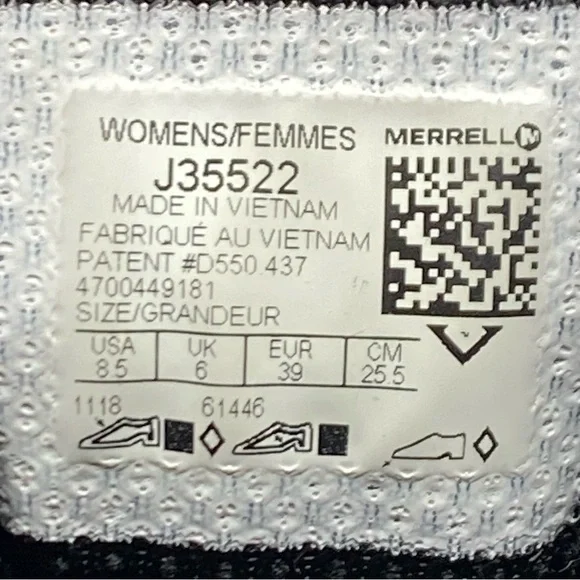 WOMENS/FEMMES
MERRELL M
J35522
MADE IN VIETNAM
FABRIQUÉ AU VIETNAM
PATENT #D550.437
4700449181
SIZE/GRANDEUR
USA UK EUR CM
8.5 6 39 25.5
1118 61446